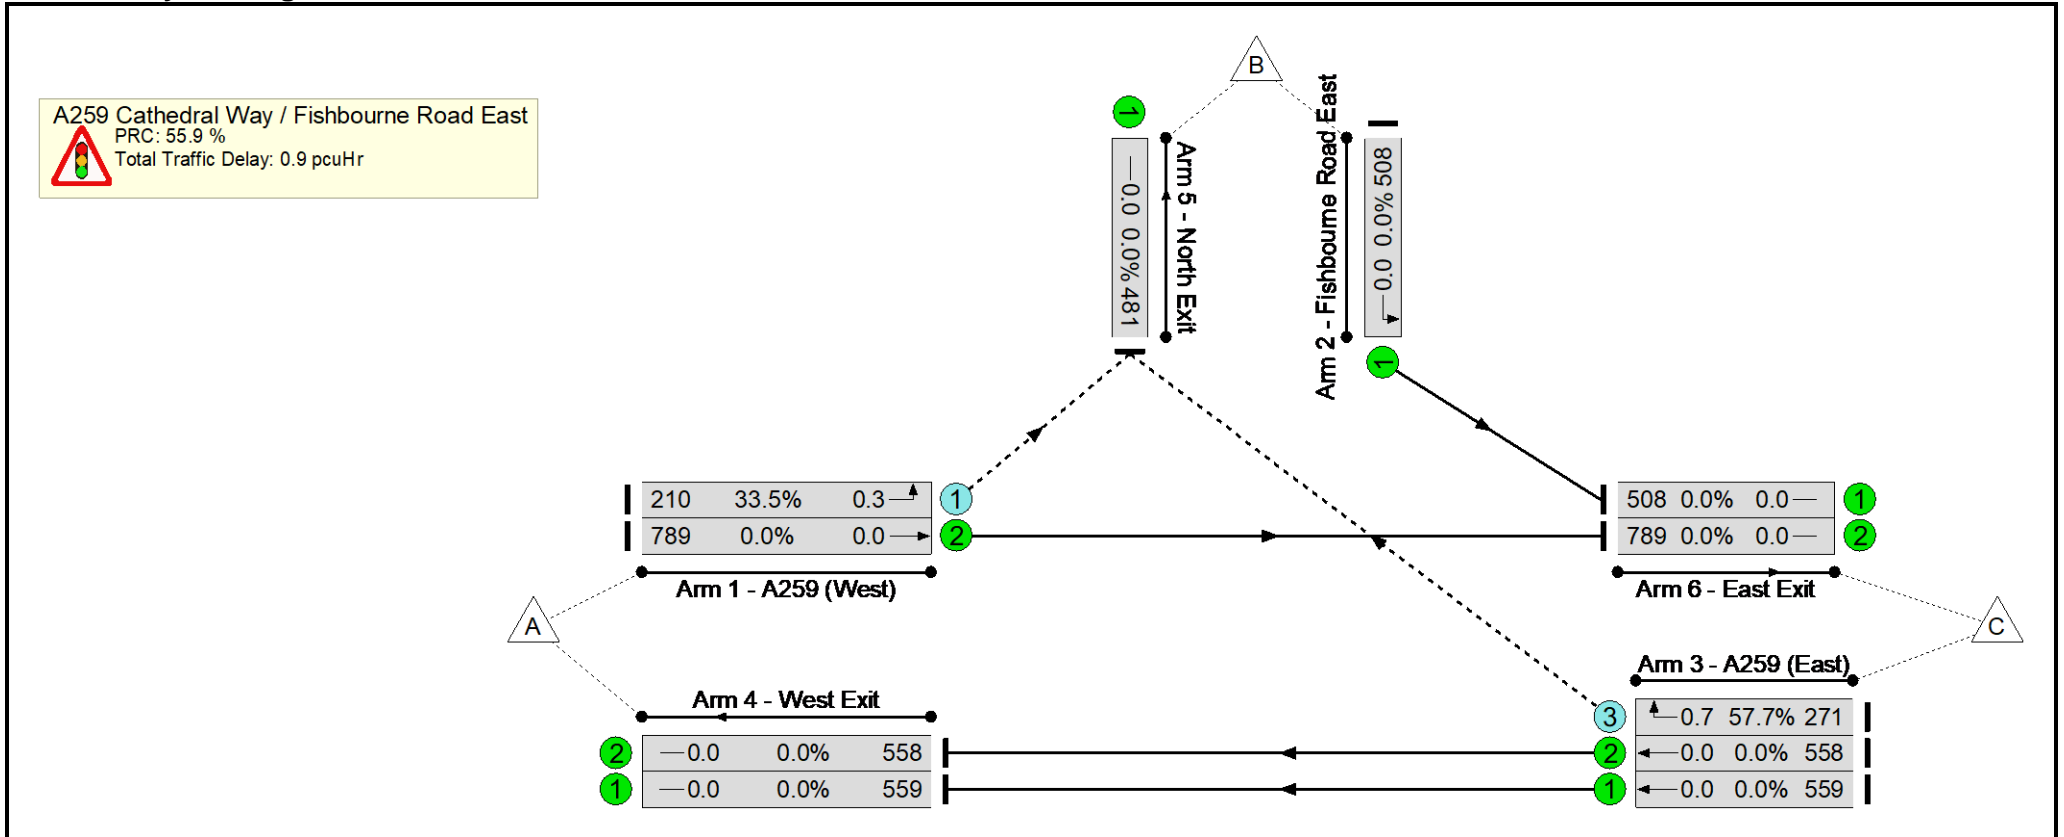 A259 Cathedral Way / Fishbourne Road East
PRC: 55.9 %
Total Traffic Delay: 0.9 pcuHr
B
1
0.0 0.0% 481
Arm 5 - North Exit
Arm 2 - Fishbourne Road East
0.0 0.0% 508
1
210 33.5% 0.3 1
789 0.0% 0.0 2
Arm 1 - A259 (West)
508 0.0% 0.0 1
789 0.0% 0.0 2
Arm 6 - East Exit
A
C
Arm 4 - West Exit
2 0.0 0.0% 558
1 0.0 0.0% 559
Arm 3 - A259 (East)
3 0.7 57.7% 271
2 0.0 0.0% 558
1 0.0 0.0% 559